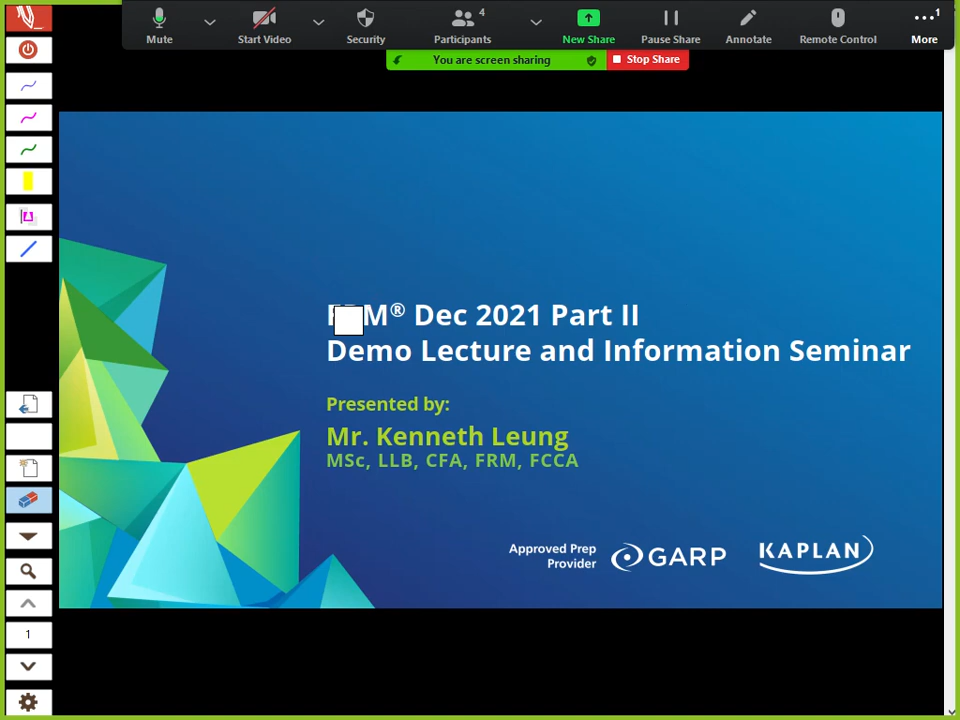 4
1
Mute
Start Video
Security
Participants
New Share
Pause Share
Annotate
Remote Control
More
You are screen sharing
Stop Share
M® Dec 2021 Part II
Demo Lecture and Information Seminar
Presented by:
Mr. Kenneth Leung
MSc, LLB, CFA, FRM, FCCA
Approved Prep
Provider
GARP
KAPLAN
1